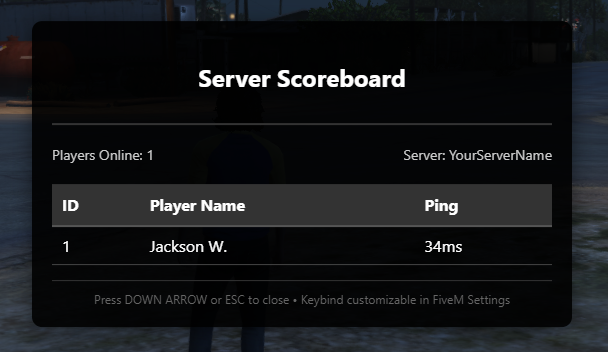 Server Scoreboard
Players Online: 1 Server: YourServerName
ID Player Name Ping
1 Jackson W. 34ms
Press DOWN ARROW or ESC to close • Keybind customizable in FiveM Settings